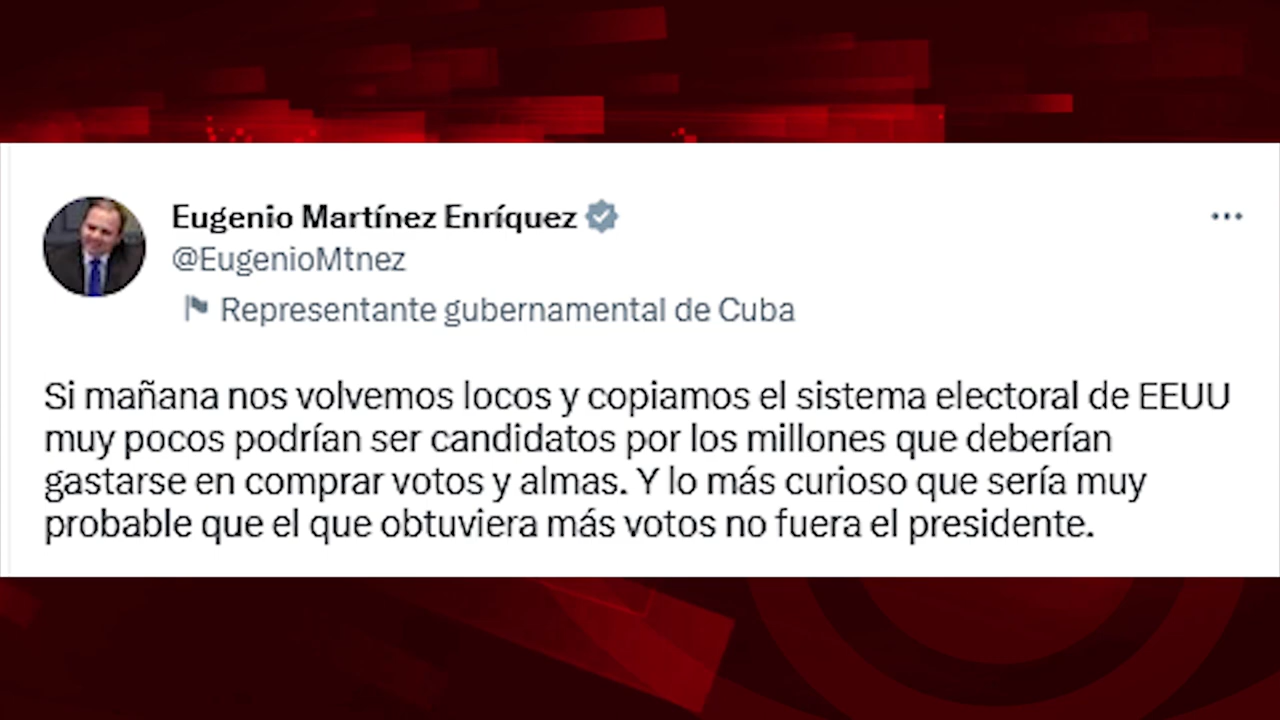 Eugenio Martínez Enríquez
@EugenioMtnez
Representante gubernamental de Cuba
Si mañana nos volvemos locos y copiamos el sistema electoral de EEUU
muy pocos podrían ser candidatos por los millones que deberían
gastarse en comprar votos y almas. Y lo más curioso que sería muy
probable que el que obtuviera más votos no fuera el presidente.